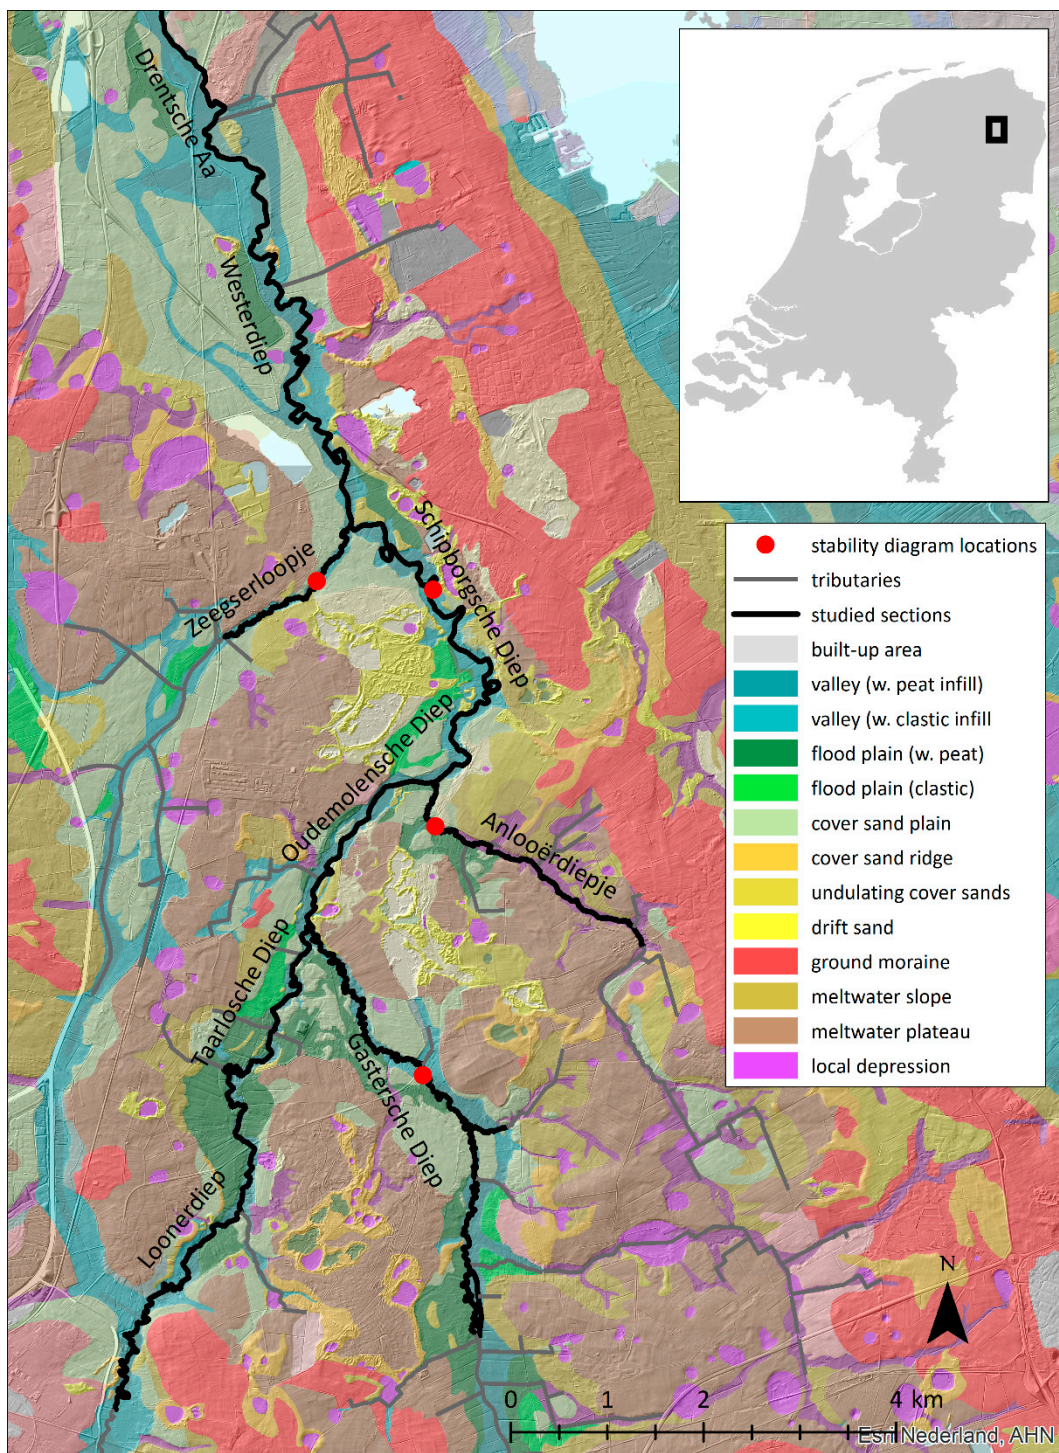 Drentsche Aa
Westerdiep
Schipborgsche Diep
Zeegserloopje
Oudemolensche Diep
Anlooërdiepje
Taarlosche Diep
Gastersche Diep
Loonerdiep
stability diagram locations
tributaries
studied sections
built-up area
valley (w. peat infill)
valley (w. clastic infill
flood plain (w. peat)
flood plain (clastic)
cover sand plain
cover sand ridge
undulating cover sands
drift sand
ground moraine
meltwater slope
meltwater plateau
local depression
N
0 2 4 km
Esri Nederland, AHN